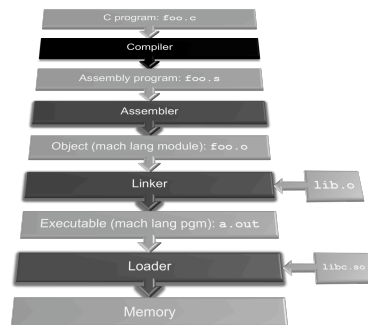 C program: foo.c
Compiler
Assembly program: foo.s
Assembler
Object (mach lang module): foo.o
Linker
lib.o
Executable (mach lang pgm): a.out
Loader
libc.so
Memory